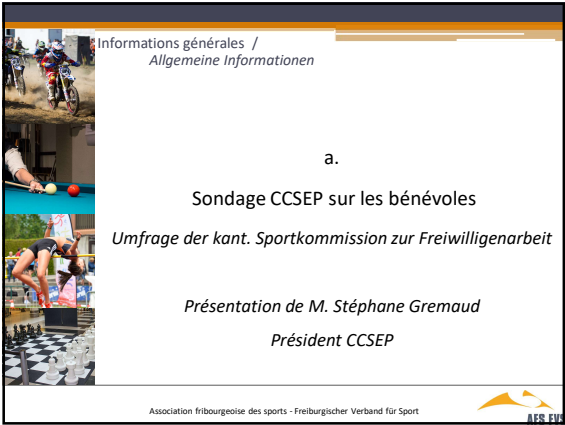 Informations générales /
Allgemeine Informationen
a.
Sondage CCSEP sur les bénévoles
Umfrage der kant. Sportkommission zur Freiwilligenarbeit
Présentation de M. Stéphane Gremaud
Président CCSEP
Association fribourgeoise des sports - Freiburgischer Verband für Sport
AFS FVS